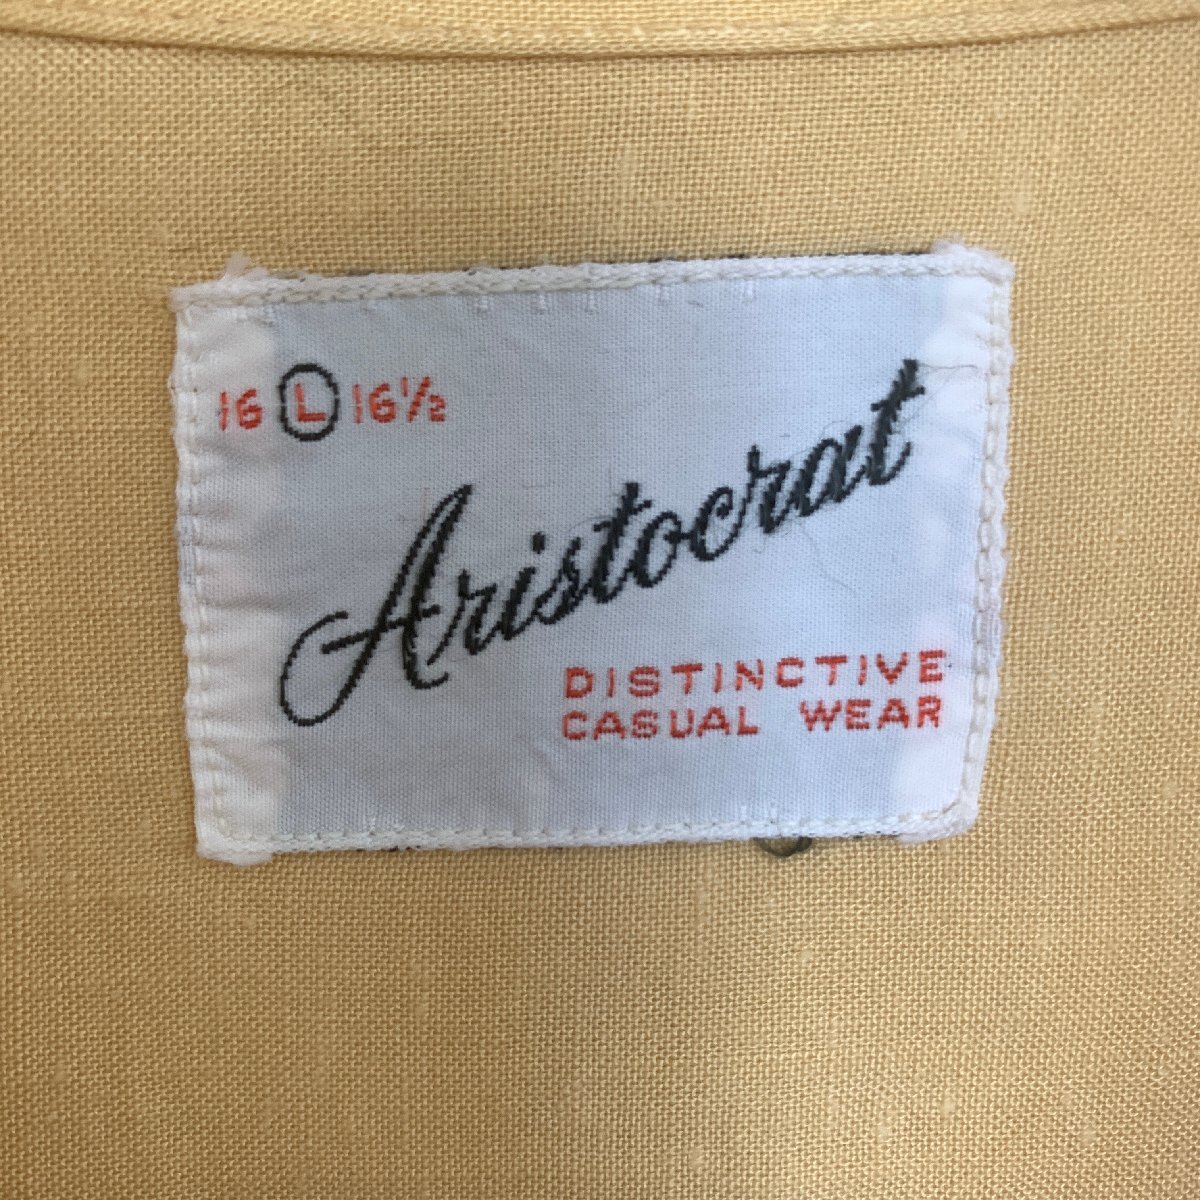 16 L 16½
Aristocrat
DISTINCTIVE
CASUAL WEAR